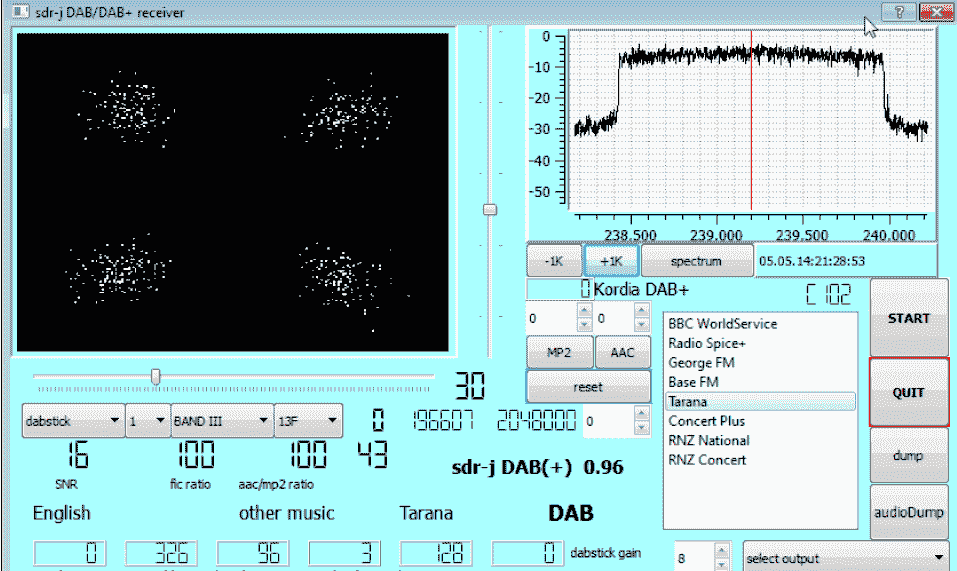 sdr-j DAB/DAB+ receiver
?
X
0
-10
-20
-30
-40
-50
238.500 239.000 239.500 240.000
-1K +1K spectrum 05.05.14:21:28:53
0 Kordia DAB+
0 0
MP2 AAC
reset
BBC WorldService
Radio Spice+
George FM
Base FM
Tarana
Concert Plus
RNZ National
RNZ Concert
START
QUIT
dump
audioDump
30
dabstick 1 BAND III 13F 0 196607 2048000 0
16 100 100 43
SNR fic ratio aac/mp2 ratio
sdr-j DAB(+) 0.96
English other music Tarana DAB
0 326 96 3 128 0 dabstick gain 8 select output